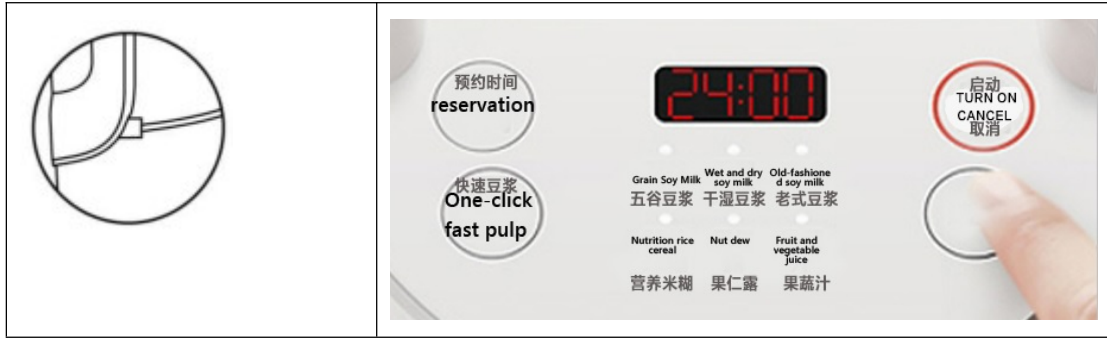 预约时间
reservation
24:00
启动
TURN ON
CANCEL
取消
快速豆浆
One-click
fast pulp
Grain Soy Milk
Wet and dry
soy milk
Old-fashione
d soy milk
五谷豆浆
干湿豆浆
老式豆浆
Nutrition rice
cereal
Nut dew
Fruit and
vegetable
juice
营养米糊
果仁露
果蔬汁